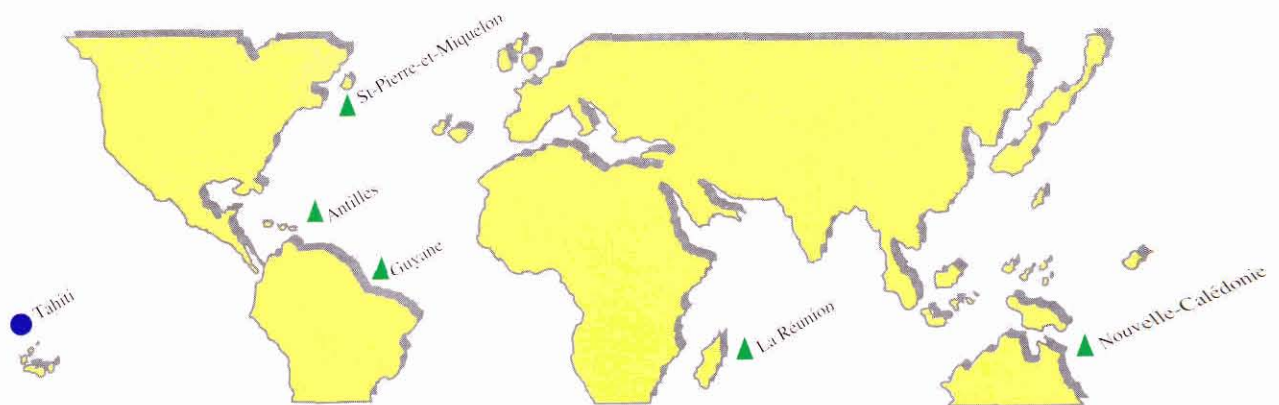 St-Pierre-et-Miquelon
Antilles
Guyane
Tahiti
La Réunion
Nouvelle-Calédonie